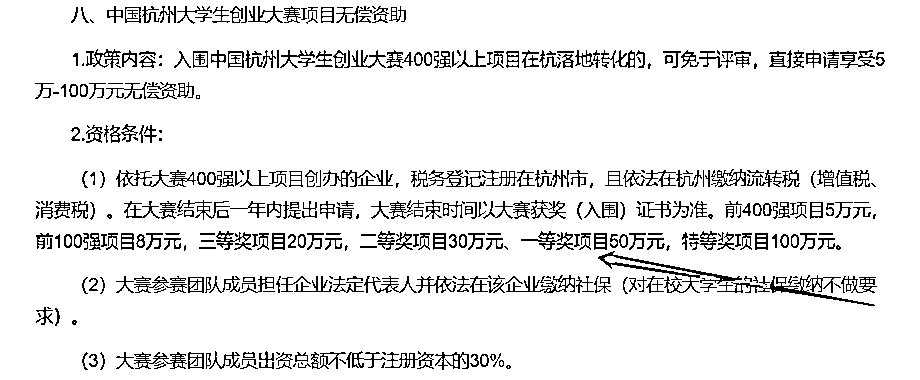 八、中国杭州大学生创业大赛项目无偿资助
1.政策内容：入围中国杭州大学生创业大赛400强以上项目在杭落地转化的，可免于评审，直接申请享受5
万-100万元无偿资助。
2.资格条件：
（1）依托大赛400强以上项目创办的企业，税务登记注册在杭州市，且依法在杭州缴纳流转税（增值税、
消费税）。在大赛结束后一年内提出申请，大赛结束时间以大赛获奖（入围）证书为准。前400强项目5万元，
前100强项目8万元，三等奖项目20万元，二等奖项目30万元、一等奖项目50万元，特等奖项目100万元。
（2）大赛参赛团队成员担任企业法定代表人并依法在该企业缴纳社保（对在校大学生的社保缴纳不做要
求）。
（3）大赛参赛团队成员出资总额不低于注册资本的30%。